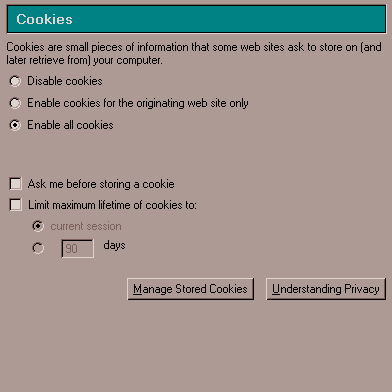 Cookies
Cookies are small pieces of information that some web sites ask to store on (and
later retrieve from) your computer.
Disable cookies
Enable cookies for the originating web site only
Enable all cookies
Ask me before storing a cookie
Limit maximum lifetime of cookies to:
current session
90 days
Manage Stored Cookies Understanding Privacy